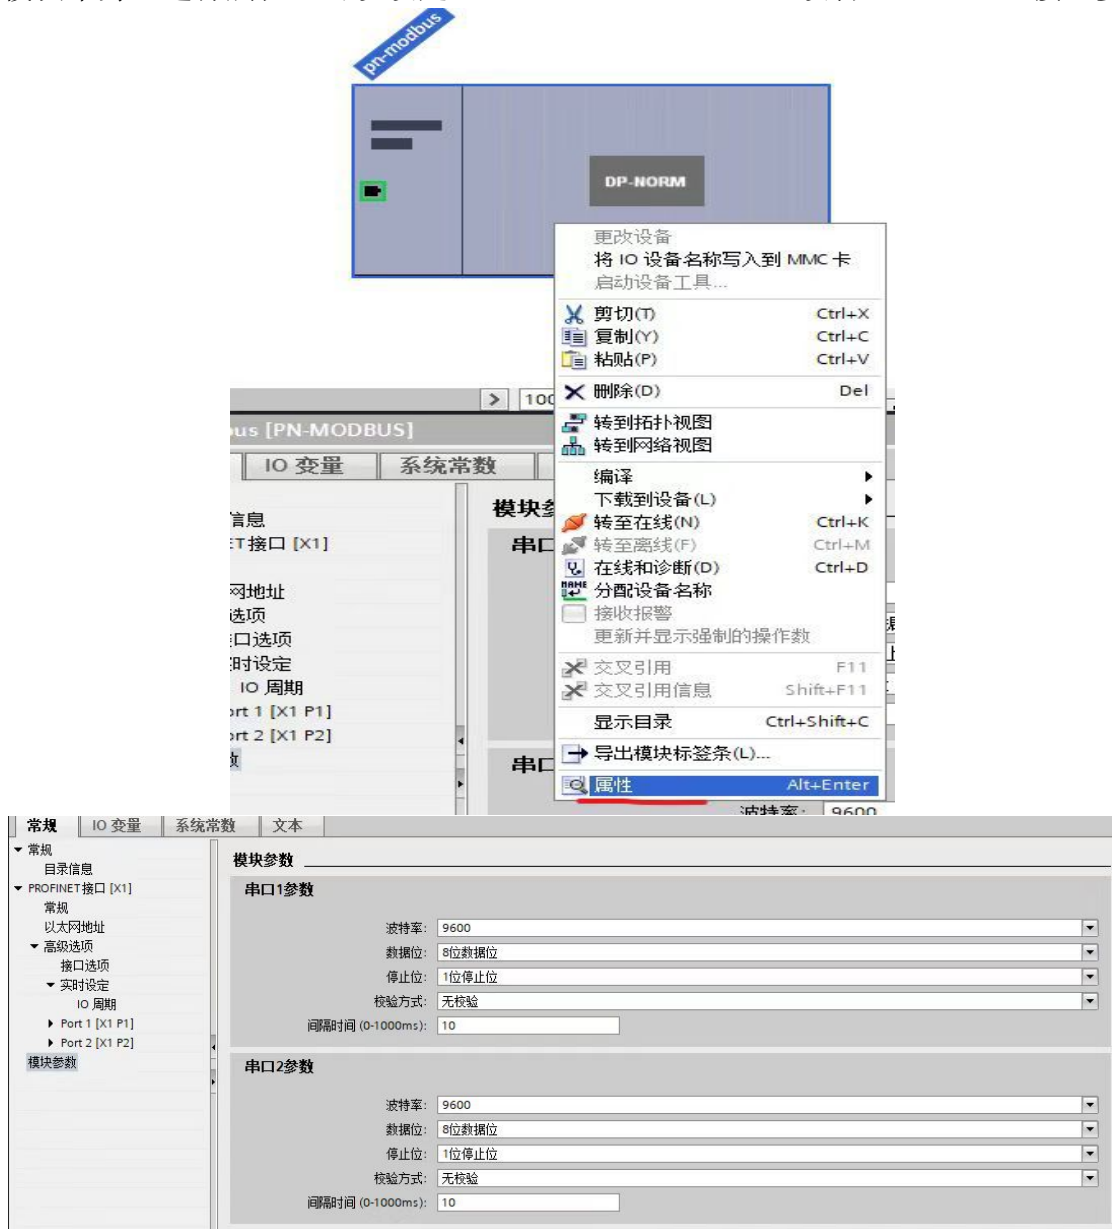 pn-modbus
DP-NORM
更改设备
将 IO 设备名称写入到 MMC 卡
启动设备工具...
剪切(T) Ctrl+X
复制(Y) Ctrl+C
粘贴(P) Ctrl+V
删除(D) Del
转到拓扑视图
转到网络视图
编译
下载到设备(L)
转至在线(N) Ctrl+K
转至离线(F) Ctrl+M
在线和诊断(D) Ctrl+D
分配设备名称
接收报警
更新并显示强制的操作数
交叉引用 F11
交叉引用信息 Shift+F11
显示目录 Ctrl+Shift+C
导出模块标签条(L)...
属性 Alt+Enter
100
us [PN-MODBUS]
IO 变量 系统常数
信息
ET接口 [X1]
网地址
选项
接口选项
实时设定
IO 周期
ort 1 [X1 P1]
ort 2 [X1 P2]
数
模块参
串口
串口
波特率: 9600
常规 IO 变量 系统常数 文本
常规
目录信息
PROFINET接口 [X1]
常规
以太网地址
高级选项
接口选项
实时设定
IO 周期
Port 1 [X1 P1]
Port 2 [X1 P2]
模块参数
模块参数
串口1参数
波特率: 9600
数据位: 8位数据位
停止位: 1位停止位
校验方式: 无校验
间隔时间 (0-1000ms): 10
串口2参数
波特率: 9600
数据位: 8位数据位
停止位: 1位停止位
校验方式: 无校验
间隔时间 (0-1000ms): 10